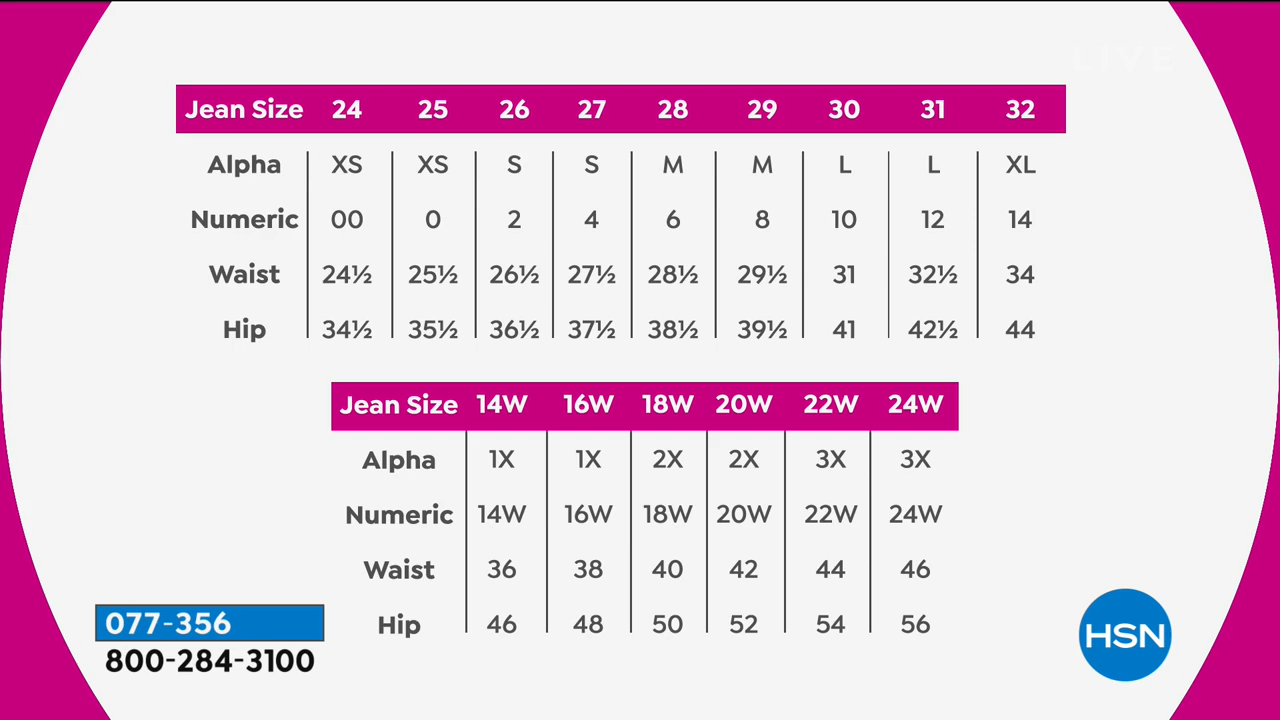 LIVE
Jean Size 24 25 26 27 28 29 30 31 32
Alpha XS XS S S M M L L XL
Numeric 00 0 2 4 6 8 10 12 14
Waist 24½ 25½ 26½ 27½ 28½ 29½ 31 32½ 34
Hip 34½ 35½ 36½ 37½ 38½ 39½ 41 42½ 44
Jean Size 14W 16W 18W 20W 22W 24W
Alpha 1X 1X 2X 2X 3X 3X
Numeric 14W 16W 18W 20W 22W 24W
Waist 36 38 40 42 44 46
Hip 46 48 50 52 54 56
077-356
800-284-3100
HSN